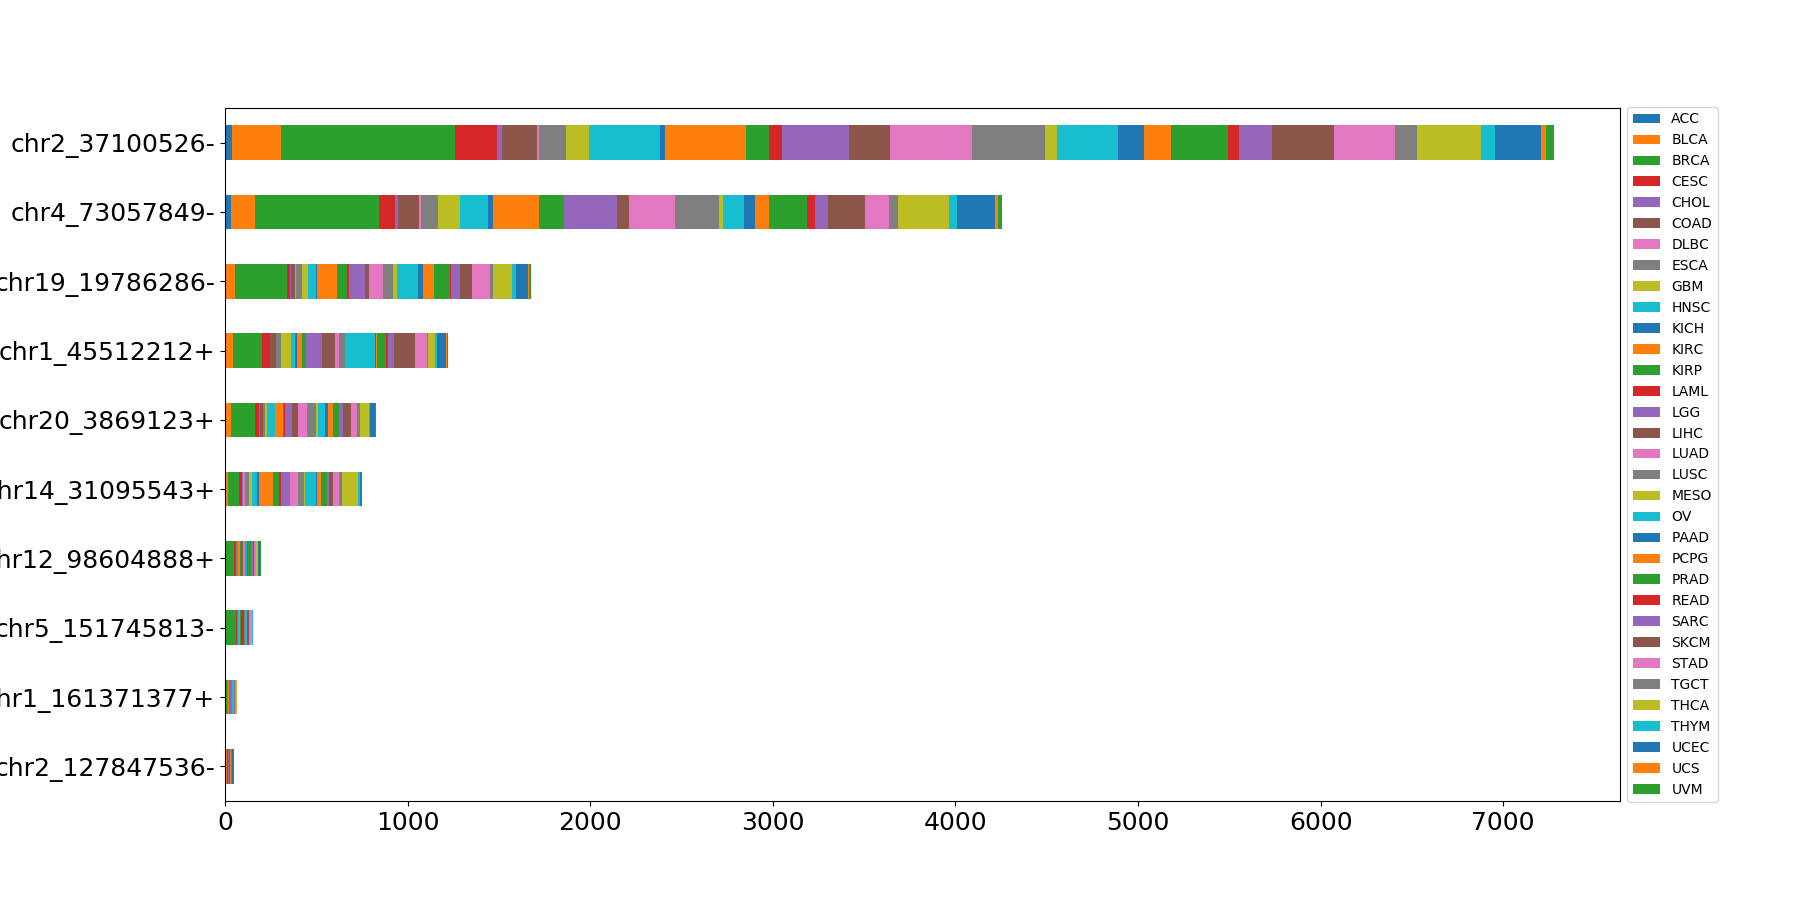 chr2_37100526-
chr4_73057849-
chr19_19786286-
chr1_45512212+
chr20_3869123+
hr14_31095543+
hr12_98604888+
chr5_151745813-
hr1_161371377+
chr2_127847536-
0 1000 2000 3000 4000 5000 6000 7000
ACC
BLCA
BRCA
CESC
CHOL
COAD
DLBC
ESCA
GBM
HNSC
KICH
KIRC
KIRP
LAML
LGG
LIHC
LUAD
LUSC
MESO
OV
PAAD
PCPG
PRAD
READ
SARC
SKCM
STAD
TGCT
THCA
THYM
UCEC
UCS
UVM